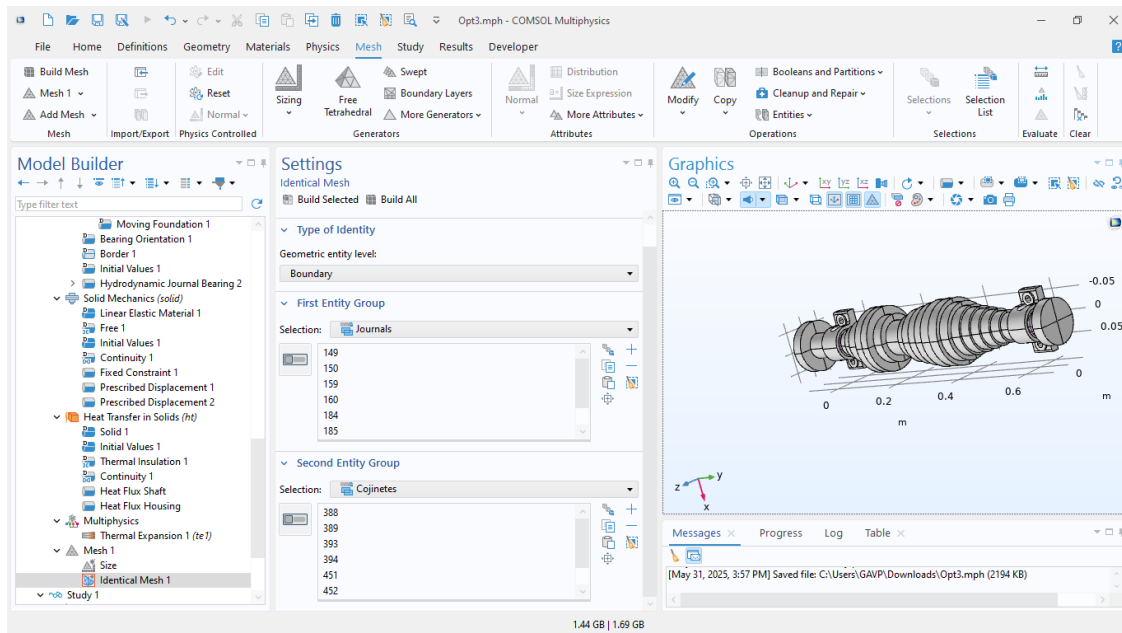 Opt3.mph - COMSOL Multiphysics
File Home Definitions Geometry Materials Physics Mesh Study Results Developer
Build Mesh
Mesh 1
Add Mesh
Mesh
Import/Export
Edit
Reset
Normal
Physics Controlled
Sizing
Free Tetrahedral
Swept
Boundary Layers
More Generators
Generators
Normal
Distribution
Size Expression
More Attributes
Attributes
Modify
Copy
Booleans and Partitions
Cleanup and Repair
Entities
Operations
Selections
Selection List
Selections
Evaluate
Clear
Model Builder
Type filter text
Moving Foundation 1
Bearing Orientation 1
Border 1
Initial Values 1
Hydrodynamic Journal Bearing 2
Solid Mechanics (solid)
Linear Elastic Material 1
Free 1
Initial Values 1
Continuity 1
Fixed Constraint 1
Prescribed Displacement 1
Prescribed Displacement 2
Heat Transfer in Solids (ht)
Solid 1
Initial Values 1
Thermal Insulation 1
Continuity 1
Heat Flux Shaft
Heat Flux Housing
Multiphysics
Thermal Expansion 1 (te1)
Mesh 1
Size
Identical Mesh 1
Study 1
Settings
Identical Mesh
Build Selected Build All
Type of Identity
Geometric entity level:
Boundary
First Entity Group
Selection: Journals
149
150
159
160
184
185
Second Entity Group
Selection: Cojinetes
388
389
393
394
451
452
Graphics
-0.05
0
0.05
0
m
0.6
0.4
0.2
0
m
z y
x
Messages Progress Log Table
[May 31, 2025, 3:57 PM] Saved file: C:\Users\GAVP\Downloads\Opt3.mph (2194 KB)
1.44 GB | 1.69 GB